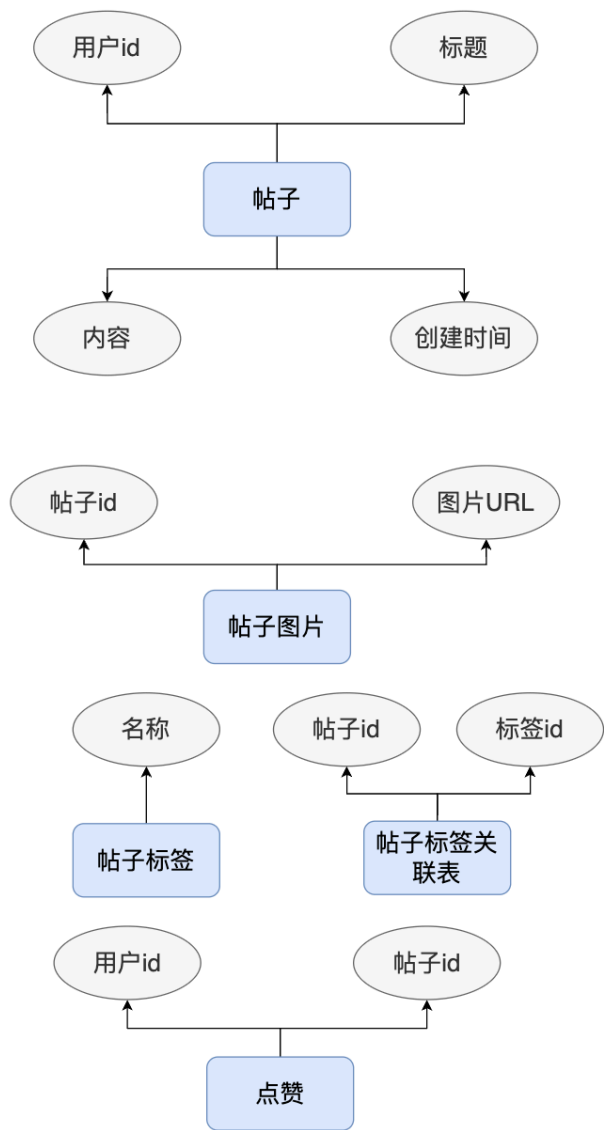 用户id
标题
帖子
内容
创建时间
帖子id
图片URL
帖子图片
名称
帖子id
标签id
帖子标签
帖子标签关
联表
用户id
帖子id
点赞